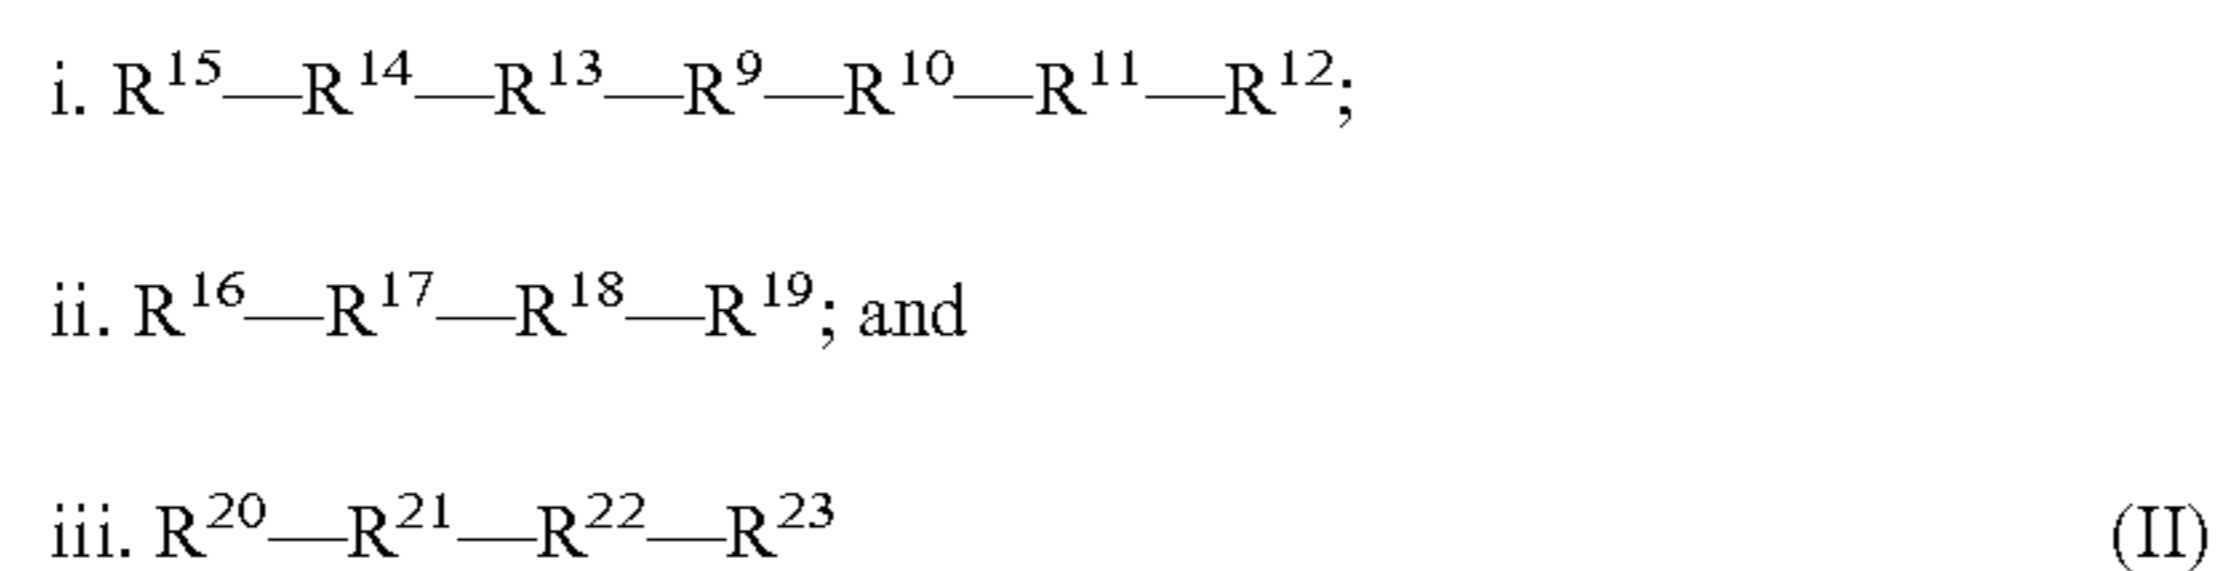 i. R¹⁵—R¹⁴—R¹³—R⁹—R¹⁰—R¹¹—R¹²;
ii. R¹⁶—R¹⁷—R¹⁸—R¹⁹; and
iii. R²⁰—R²¹—R²²—R²³ (II)